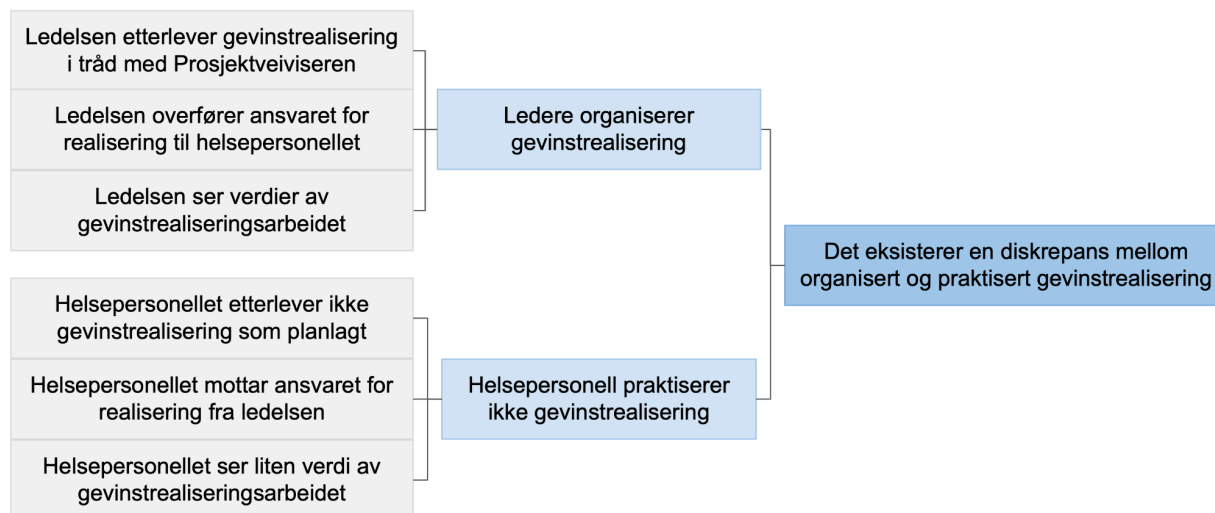 Ledelsen etterlever gevinstrealisering
i tråd med Prosjektveiviseren
Ledelsen overfører ansvaret for
realisering til helsepersonellet
Ledelsen ser verdier av
gevinstrealiseringsarbeidet
Ledere organiserer
gevinstrealisering
Helsepersonellet etterlever ikke
gevinstrealisering som planlagt
Helsepersonellet mottar ansvaret for
realisering fra ledelsen
Helsepersonellet ser liten verdi av
gevinstrealiseringsarbeidet
Helsepersonell praktiserer
ikke gevinstrealisering
Det eksisterer en diskrepans mellom
organisert og praktisert gevinstrealisering